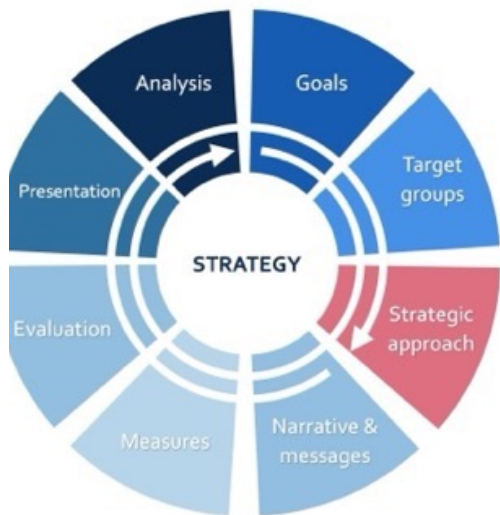 Analysis
Goals
Target
groups
Strategic
approach
Narrative &
messages
Measures
Evaluation
Presentation
STRATEGY